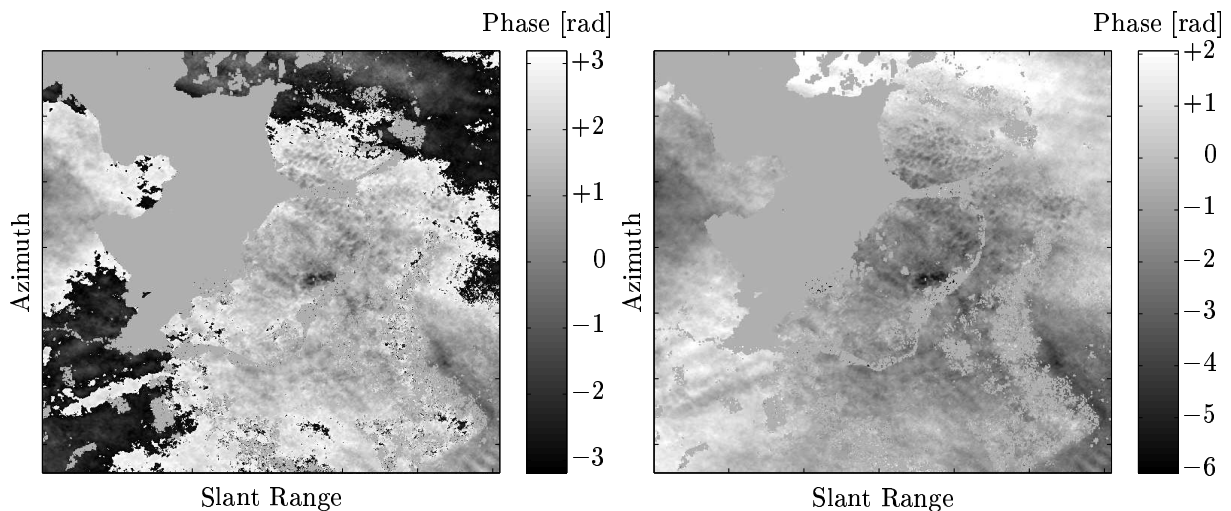 Phase [rad]
+3
+2
+1
0
−1
−2
−3
Azimuth
Slant Range
Phase [rad]
+2
+1
0
−1
−2
−3
−4
−5
−6
Azimuth
Slant Range